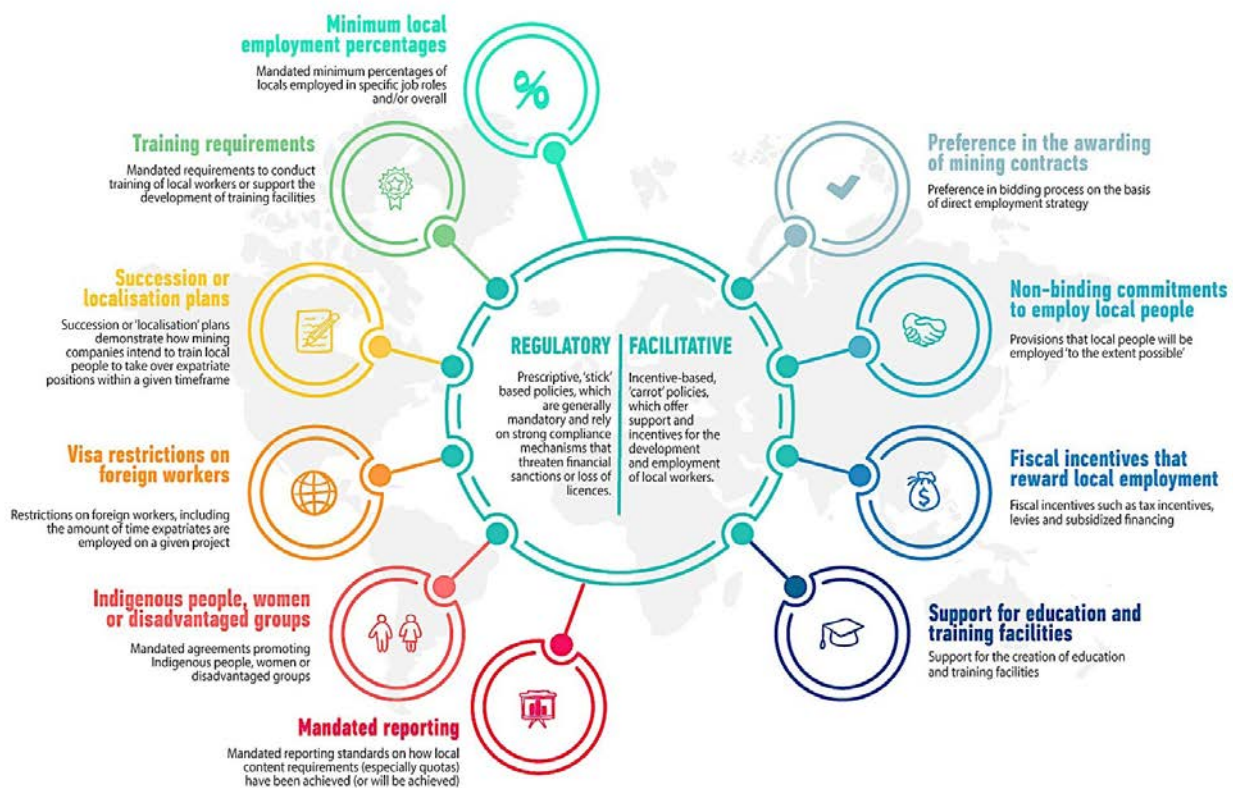 Minimum local
employment percentages
Mandated minimum percentages of
locals employed in specific job roles
and/or overall
%
Training requirements
Mandated requirements to conduct
training of local workers or support the
development of training facilities
Succession or
localisation plans
Succession or 'localisation' plans
demonstrate how mining
companies intend to train local
people to take over expatriate
positions within a given timeframe
Visa restrictions on
foreign workers
Restrictions on foreign workers, including
the amount of time expatriates are
employed on a given project
Indigenous people, women
or disadvantaged groups
Mandated agreements promoting
Indigenous people, women or
disadvantaged groups
Mandated reporting
Mandated reporting standards on how local
content requirements (especially quotas)
have been achieved (or will be achieved)
REGULATORY
Prescriptive, 'stick'
based policies, which
are generally
mandatory and rely
on strong compliance
mechanisms that
threaten financial
sanctions or loss of
licences.
FACILITATIVE
Incentive-based,
'carrot' policies,
which offer
support and
incentives for the
development
and employment
of local workers.
Preference in the awarding
of mining contracts
Preference in bidding process on the basis
of direct employment strategy
Non-binding commitments
to employ local people
Provisions that local people will be
employed 'to the extent possible'
Fiscal incentives that
reward local employment
Fiscal incentives such as tax incentives,
levies and subsidized financing
$
Support for education and
training facilities
Support for the creation of education
and training facilities